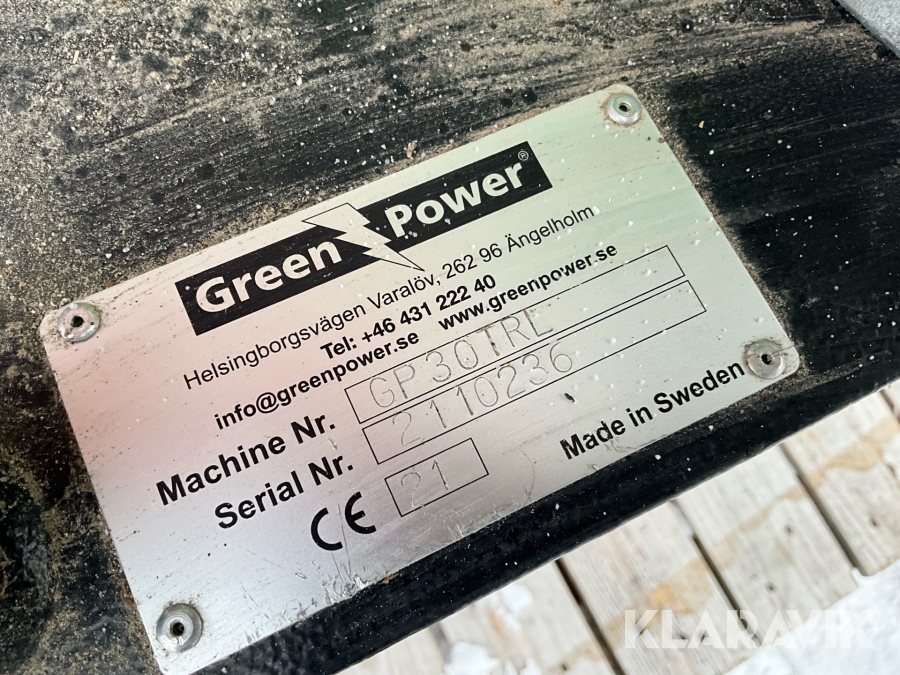 Green Power®
Helsingborgsvägen Varalöv, 262 96 Ängelholm
Tel: +46 431 222 40
info@greenpower.se www.greenpower.se
Machine Nr. GP30TRE
Serial Nr. 2110236
CE 21 Made in Sweden
KLARAVIK